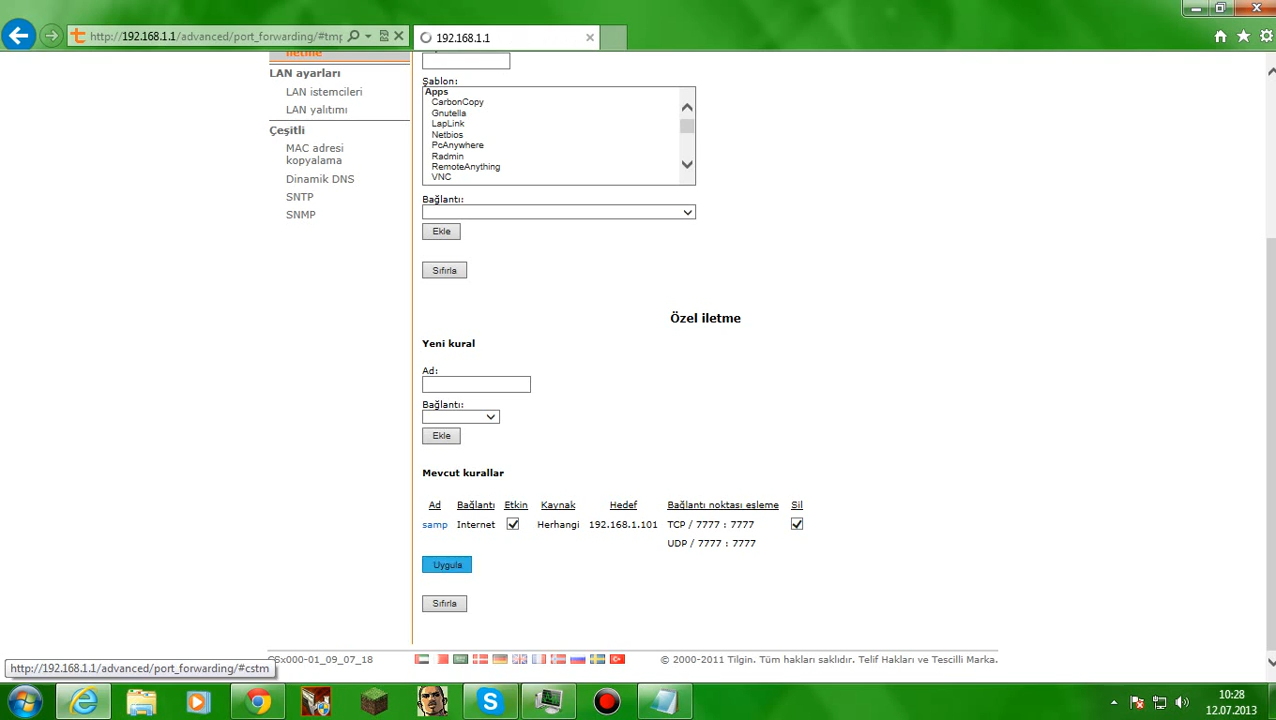 http://192.168.1.1/advanced/port_forwarding/#tmp
192.168.1.1
iletme
LAN ayarları
LAN istemcileri
LAN yalıtımı
Çeşitli
MAC adresi
kopyalama
Dinamik DNS
SNTP
SNMP
Şablon:
Apps
CarbonCopy
Gnutella
LapLink
Netbios
PcAnywhere
Radmin
RemoteAnything
VNC
Bağlantı:
Ekle
Sıfırla
Özel iletme
Yeni kural
Ad:
Bağlantı:
Ekle
Mevcut kurallar
Ad Bağlantı Etkin Kaynak Hedef Bağlantı noktası eşleme Sil
samp Internet Herhangi 192.168.1.101 TCP / 7777 : 7777
UDP / 7777 : 7777
Uygula
Sıfırla
http://192.168.1.1/advanced/port_forwarding/#cstm
x000-01_09_07_18
© 2000-2011 Tilgin. Tüm hakları saklıdır. Telif Hakları ve Tescilli Marka.
10:28
12.07.2013